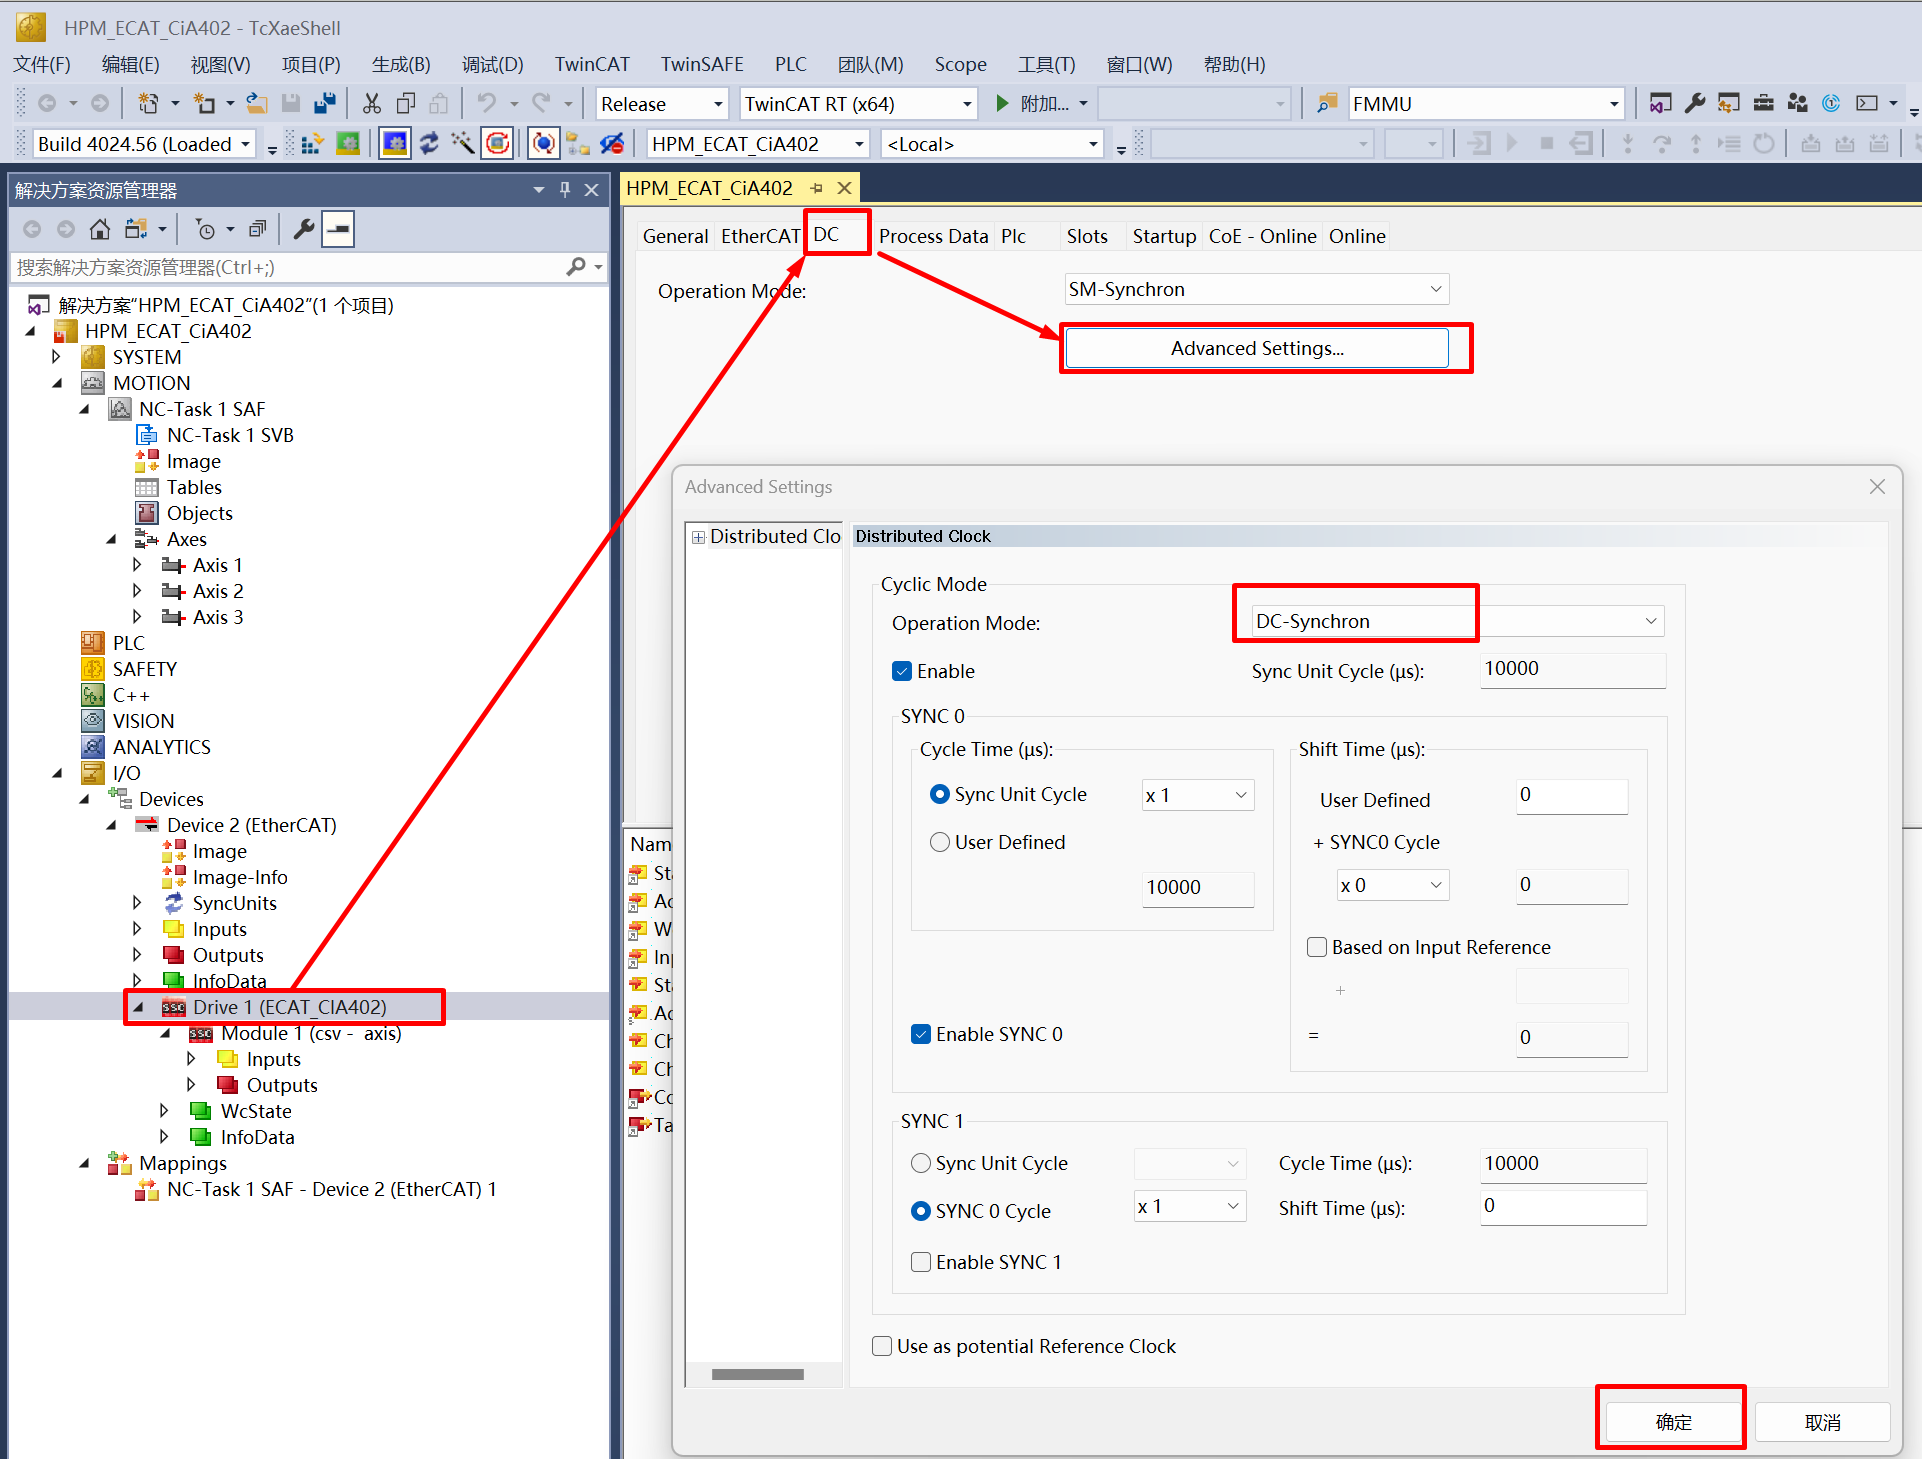 HPM_ECAT_CiA402 - TcXaeShell
文件(F) 编辑(E) 视图(V) 项目(P) 生成(B) 调试(D) TwinCAT TwinSAFE PLC 团队(M) Scope 工具(T) 窗口(W) 帮助(H)
Release TwinCAT RT (x64) 附加... FMMU
Build 4024.56 (Loaded HPM_ECAT_CiA402 <Local>
解决方案资源管理器
搜索解决方案资源管理器(Ctrl+;)
解决方案"HPM_ECAT_CiA402"(1 个项目)
HPM_ECAT_CiA402
SYSTEM
MOTION
NC-Task 1 SAF
NC-Task 1 SVB
Image
Tables
Objects
Axes
Axis 1
Axis 2
Axis 3
PLC
SAFETY
C++
VISION
ANALYTICS
I/O
Devices
Device 2 (EtherCAT)
Image
Image-Info
SyncUnits
Inputs
Outputs
InfoData
Drive 1 (ECAT_CIA402)
Module 1 (csv - axis)
Inputs
Outputs
WcState
InfoData
Mappings
NC-Task 1 SAF - Device 2 (EtherCAT) 1
HPM_ECAT_CiA402
General EtherCAT DC Process Data Plc Slots Startup CoE - Online Online
Operation Mode: SM-Synchron
Advanced Settings...
Nam
St
Ac
W
Inp
St
Ac
Ch
Ch
Co
Ta
Advanced Settings
Distributed Clo
Distributed Clock
Cyclic Mode
Operation Mode: DC-Synchron
Enable Sync Unit Cycle (µs): 10000
SYNC 0
Cycle Time (µs):
Sync Unit Cycle x 1
User Defined
10000
Enable SYNC 0
Shift Time (µs):
User Defined 0
+ SYNC0 Cycle
x 0 0
Based on Input Reference
+
= 0
SYNC 1
Sync Unit Cycle Cycle Time (µs): 10000
SYNC 0 Cycle x 1 Shift Time (µs): 0
Enable SYNC 1
Use as potential Reference Clock
确定 取消